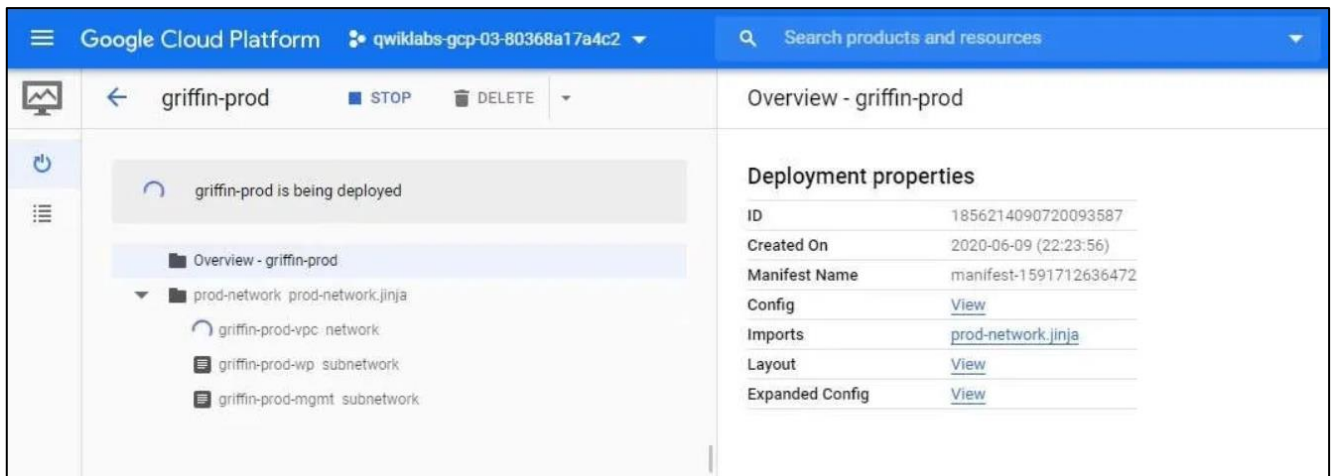 Google Cloud Platform qwiklabs-gcp-03-80368a17a4c2 Search products and resources
griffin-prod STOP DELETE
griffin-prod is being deployed
Overview - griffin-prod
prod-network prod-network.jinja
griffin-prod-vpc network
griffin-prod-wp subnetwork
griffin-prod-mgmt subnetwork
Overview - griffin-prod
Deployment properties
ID 1856214090720093587
Created On 2020-06-09 (22:23:56)
Manifest Name manifest-1591712636472
Config View
Imports prod-network.jinja
Layout View
Expanded Config View